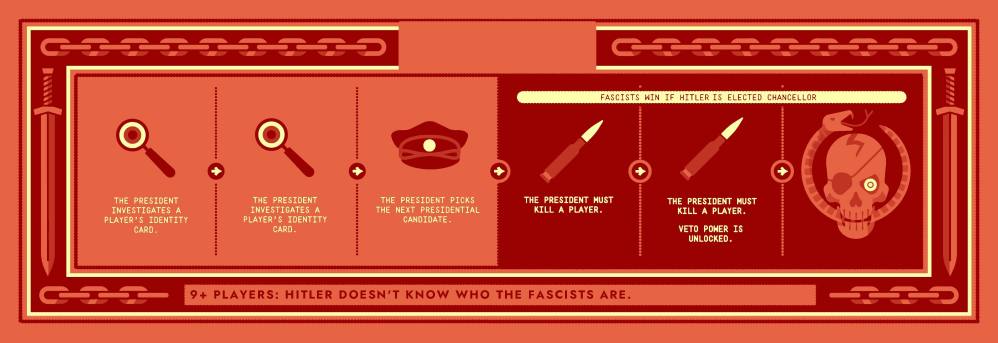 FASCISTS WIN IF HITLER IS ELECTED CHANCELLOR
THE PRESIDENT
INVESTIGATES A
PLAYER'S IDENTITY
CARD.
THE PRESIDENT
INVESTIGATES A
PLAYER'S IDENTITY
CARD.
THE PRESIDENT PICKS
THE NEXT PRESIDENTIAL
CANDIDATE.
THE PRESIDENT MUST
KILL A PLAYER.
THE PRESIDENT MUST
KILL A PLAYER.
VETO POWER IS
UNLOCKED.
9+ PLAYERS: HITLER DOESN'T KNOW WHO THE FASCISTS ARE.